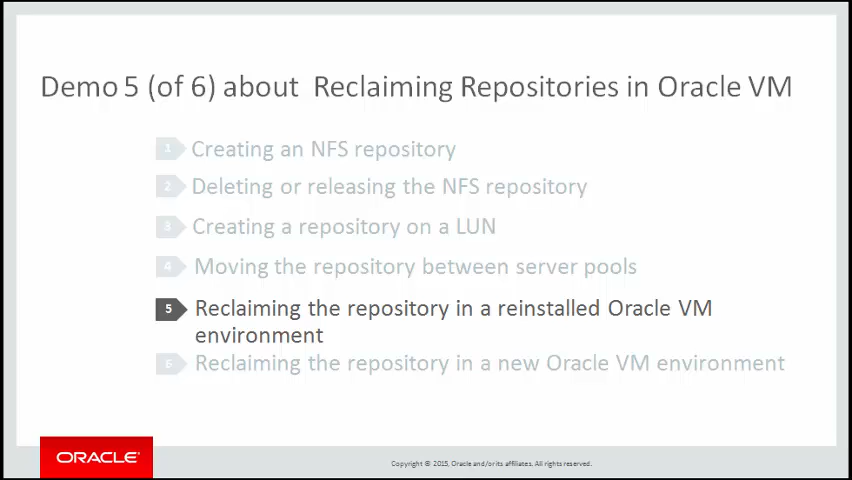 Demo 5 (of 6) about Reclaiming Repositories in Oracle VM
1 Creating an NFS repository
2 Deleting or releasing the NFS repository
3 Creating a repository on a LUN
4 Moving the repository between server pools
5 Reclaiming the repository in a reinstalled Oracle VM
environment
6 Reclaiming the repository in a new Oracle VM environment
ORACLE®
Copyright © 2015, Oracle and/or its affiliates. All rights reserved.